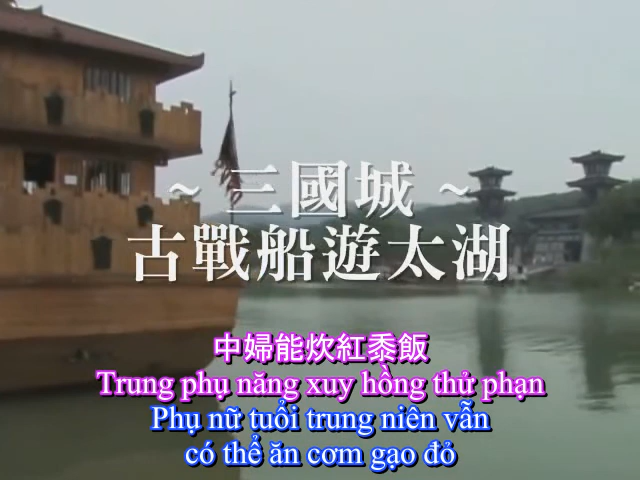 ~ 三國城 ~
古戰船遊太湖
中婦能炊紅黍飯
Trung phụ năng xuy hồng thử phạn
Phụ nữ tuổi trung niên vẫn
có thể ăn cơm gạo đỏ